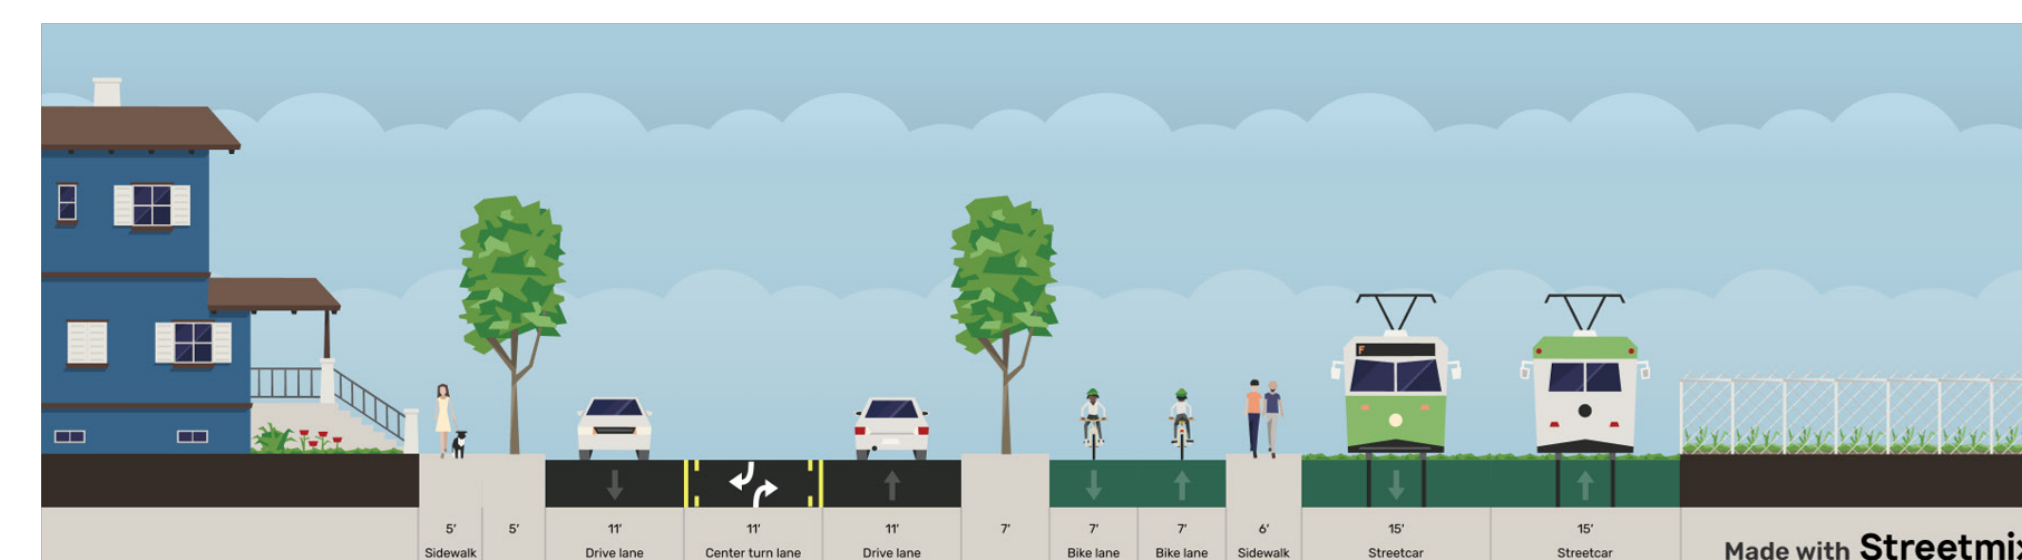 F
5' 5' 11' 11' 11' 7' 7' 7' 6' 15' 15'
Sidewalk Drive lane Center turn lane Drive lane Bike lane Bike lane Sidewalk Streetcar Streetcar
Made with Streetmix